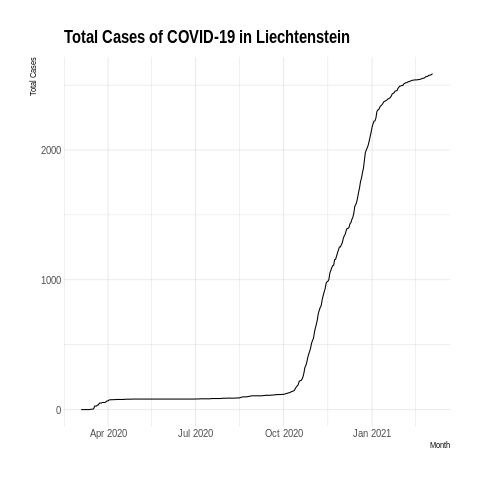 Total Cases of COVID-19 in Liechtenstein
Total Cases
2000
1000
0
Apr 2020 Jul 2020 Oct 2020 Jan 2021
Month